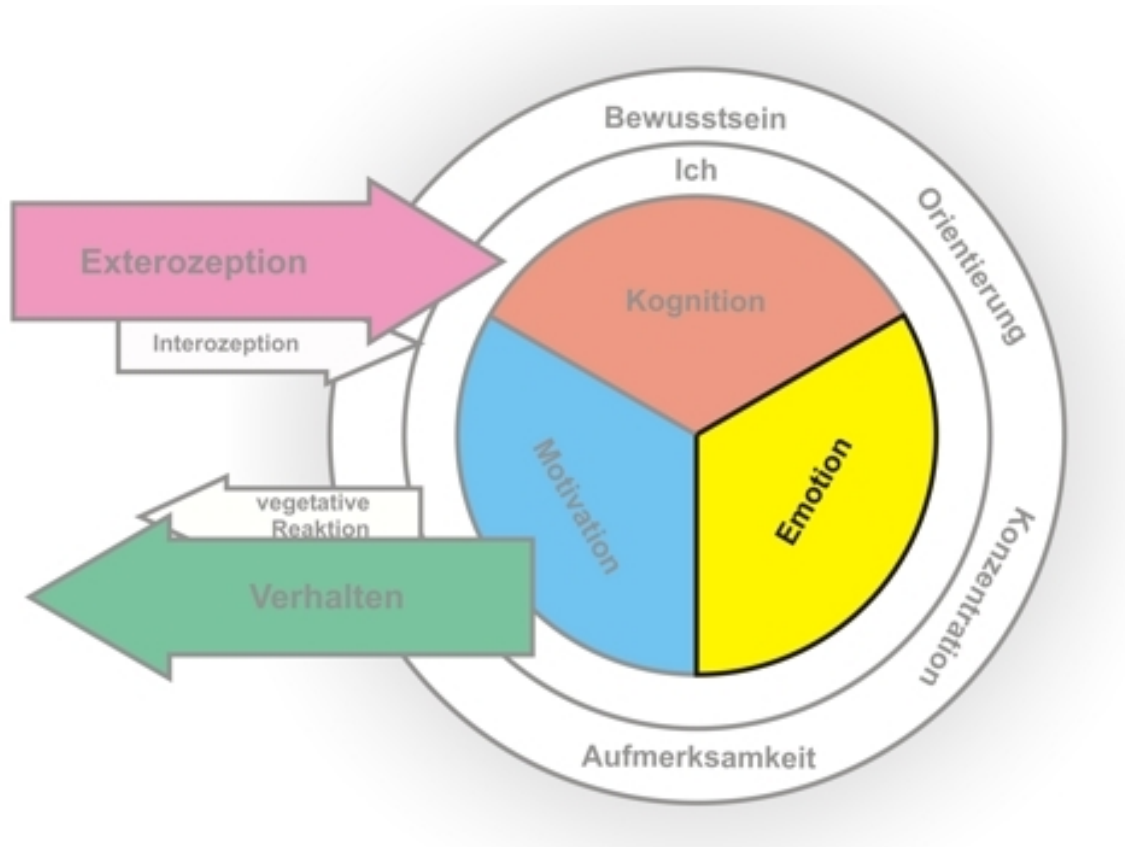 Bewusstsein
Ich
Orientierung
Exterozeption
Kognition
Interozeption
Motivation
Emotion
vegetative
Reaktion
Konzentration
Verhalten
Aufmerksamkeit